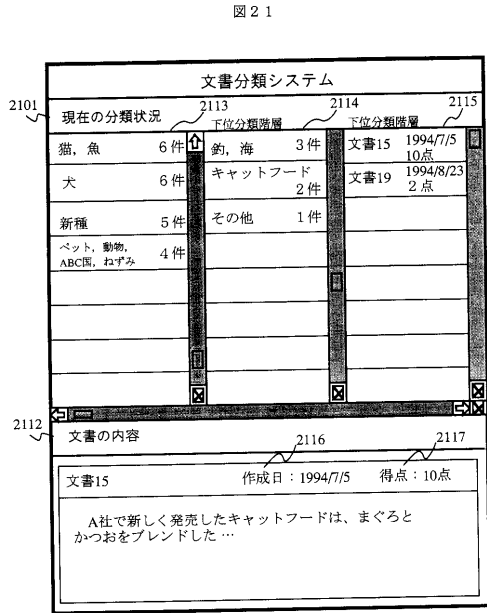 図２１
文書分類システム
2101
現在の分類状況
2113
下位分類階層
2114
下位分類階層
2115
猫，魚 6件
犬 6件
新種 5件
ペット，動物，
ABC国，ねずみ 4件
釣，海 3件
キャットフード
2件
その他 1件
文書15 1994/7/5
10点
文書19 1994/8/23
2点
2112
文書の内容
2116
2117
文書15 作成日：1994/7/5 得点：10点
A社で新しく発売したキャットフードは、まぐろと
かつおをブレンドした …